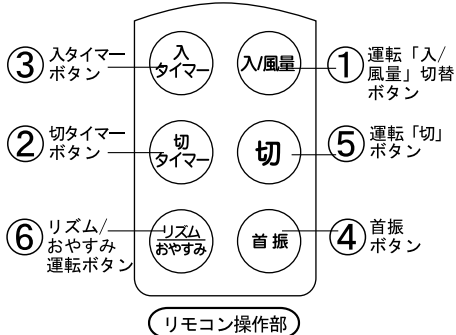 ③ 入タイマー
ボタン
入
タイマー
入/風量
① 運転「入/
風量」切替
ボタン
② 切タイマー
ボタン
切
タイマー
切
⑤ 運転「切」
ボタン
⑥ リズム/
おやすみ
運転ボタン
リズム
おやすみ
首振
④ 首振
ボタン
リモコン操作部